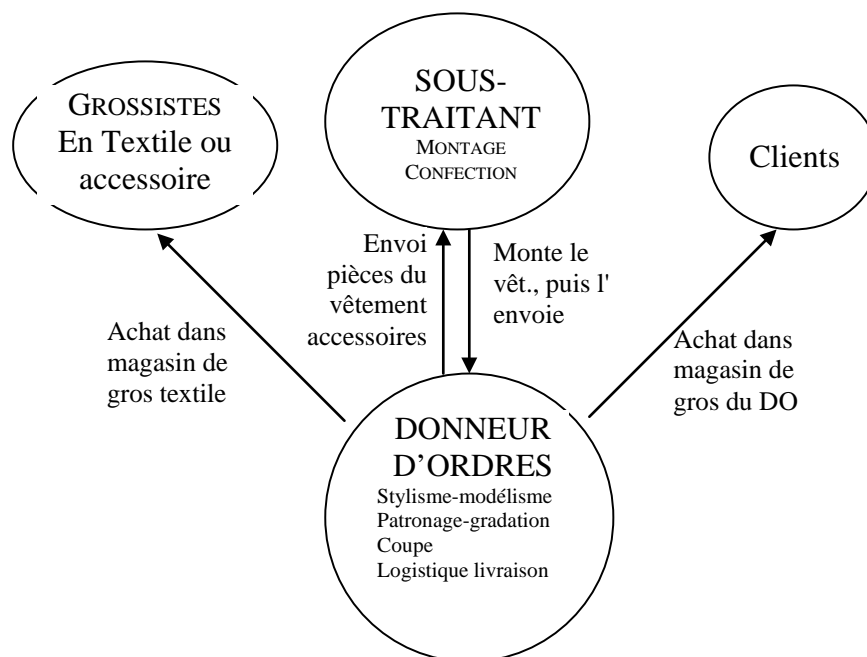 GROSSISTES
En Textile ou
accessoire
SOUS-
TRAITANT
MONTAGE
CONFECTION
Clients
Envoi
pièces du
vêtement
accessoires
Monte le
vêt., puis l'
envoie
Achat dans
magasin de
gros textile
Achat dans
magasin de
gros du DO
DONNEUR
D'ORDRES
Stylisme-modélisme
Patronage-gradation
Coupe
Logistique livraison